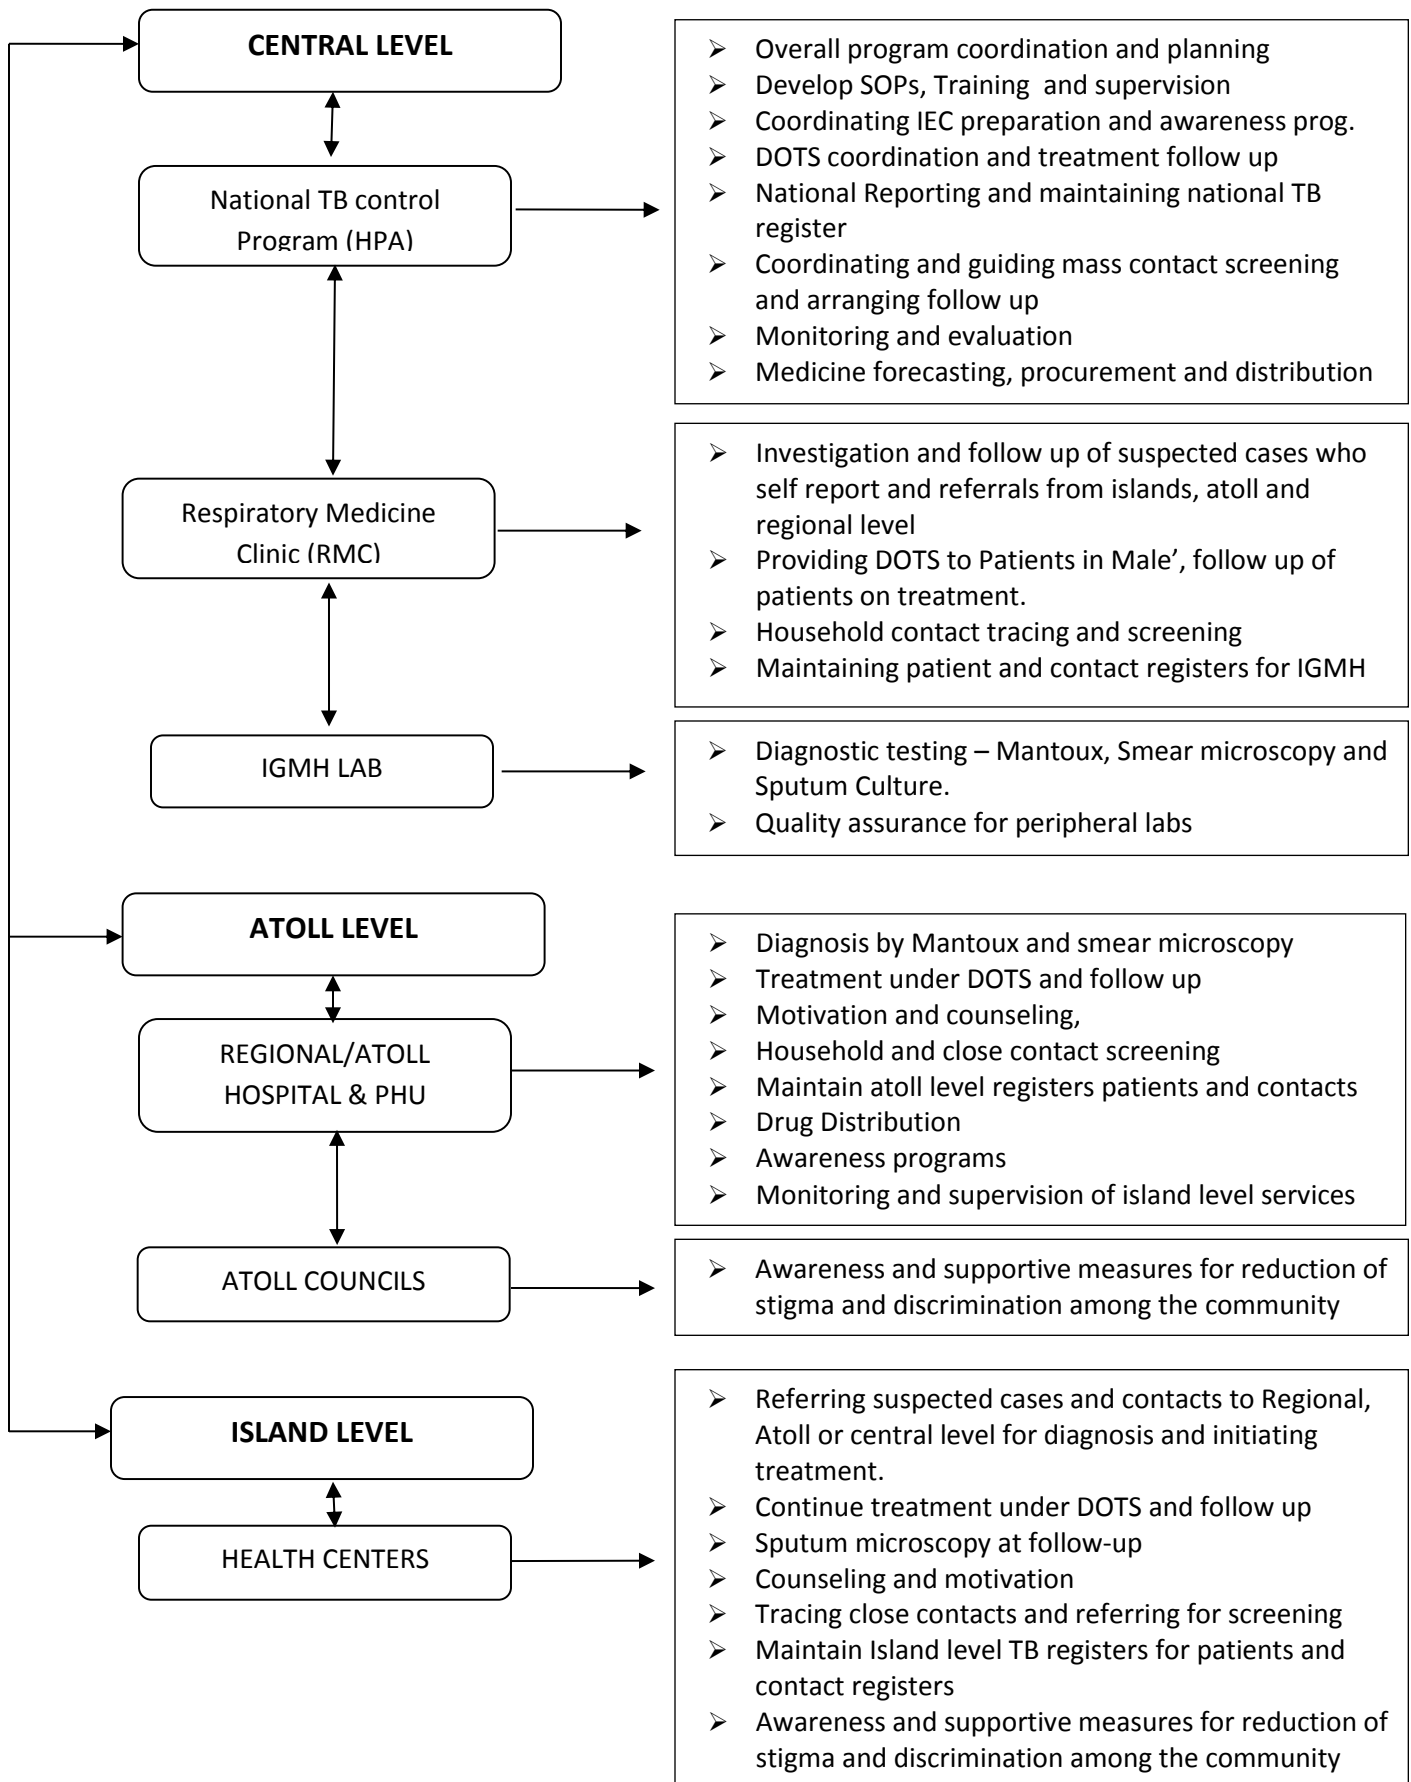 CENTRAL LEVEL
National TB control
Program (HPA)
➢ Overall program coordination and planning
➢ Develop SOPs, Training and supervision
➢ Coordinating IEC preparation and awareness prog.
➢ DOTS coordination and treatment follow up
➢ National Reporting and maintaining national TB
register
➢ Coordinating and guiding mass contact screening
and arranging follow up
➢ Monitoring and evaluation
➢ Medicine forecasting, procurement and distribution
Respiratory Medicine
Clinic (RMC)
➢ Investigation and follow up of suspected cases who
self report and referrals from islands, atoll and
regional level
➢ Providing DOTS to Patients in Male’, follow up of
patients on treatment.
➢ Household contact tracing and screening
➢ Maintaining patient and contact registers for IGMH
IGMH LAB
➢ Diagnostic testing – Mantoux, Smear microscopy and
Sputum Culture.
➢ Quality assurance for peripheral labs
ATOLL LEVEL
REGIONAL/ATOLL
HOSPITAL & PHU
➢ Diagnosis by Mantoux and smear microscopy
➢ Treatment under DOTS and follow up
➢ Motivation and counseling,
➢ Household and close contact screening
➢ Maintain atoll level registers patients and contacts
➢ Drug Distribution
➢ Awareness programs
➢ Monitoring and supervision of island level services
ATOLL COUNCILS
➢ Awareness and supportive measures for reduction of
stigma and discrimination among the community
ISLAND LEVEL
HEALTH CENTERS
➢ Referring suspected cases and contacts to Regional,
Atoll or central level for diagnosis and initiating
treatment.
➢ Continue treatment under DOTS and follow up
➢ Sputum microscopy at follow-up
➢ Counseling and motivation
➢ Tracing close contacts and referring for screening
➢ Maintain Island level TB registers for patients and
contact registers
➢ Awareness and supportive measures for reduction of
stigma and discrimination among the community